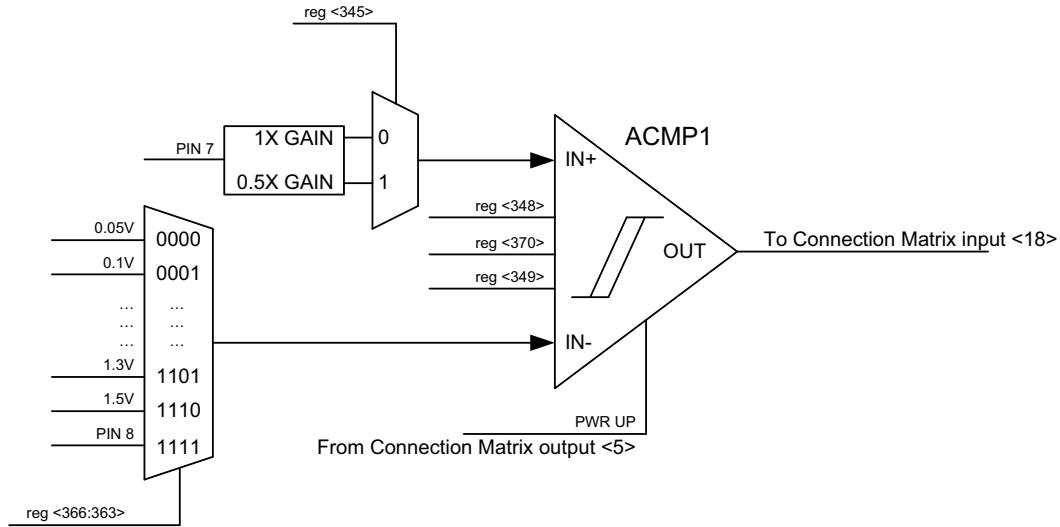 reg <345>
PIN 7
1X GAIN
0.5X GAIN
0
1
ACMP1
IN+
reg <348>
reg <370>
reg <349>
OUT
To Connection Matrix input <18>
IN-
PWR UP
From Connection Matrix output <5>
0.05V 0000
0.1V 0001
... ...
... ...
... ...
1.3V 1101
1.5V 1110
PIN 8 1111
reg <366:363>